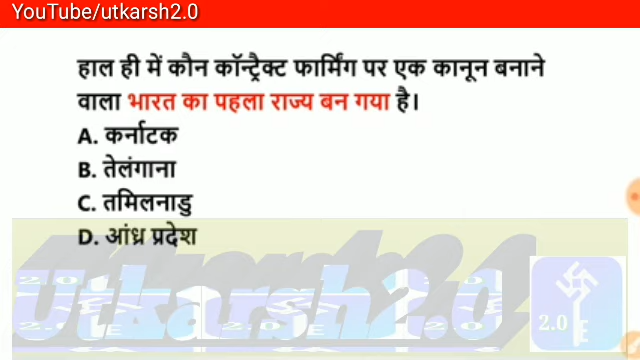 YouTube/utkarsh2.0
हाल ही में कौन कॉन्ट्रैक्ट फार्मिंग पर एक कानून बनाने
वाला भारत का पहला राज्य बन गया है।
A. कर्नाटक
B. तेलंगाना
C. तमिलनाडु
D. आंध्र प्रदेश
Utkarsh2.0
2.0 E